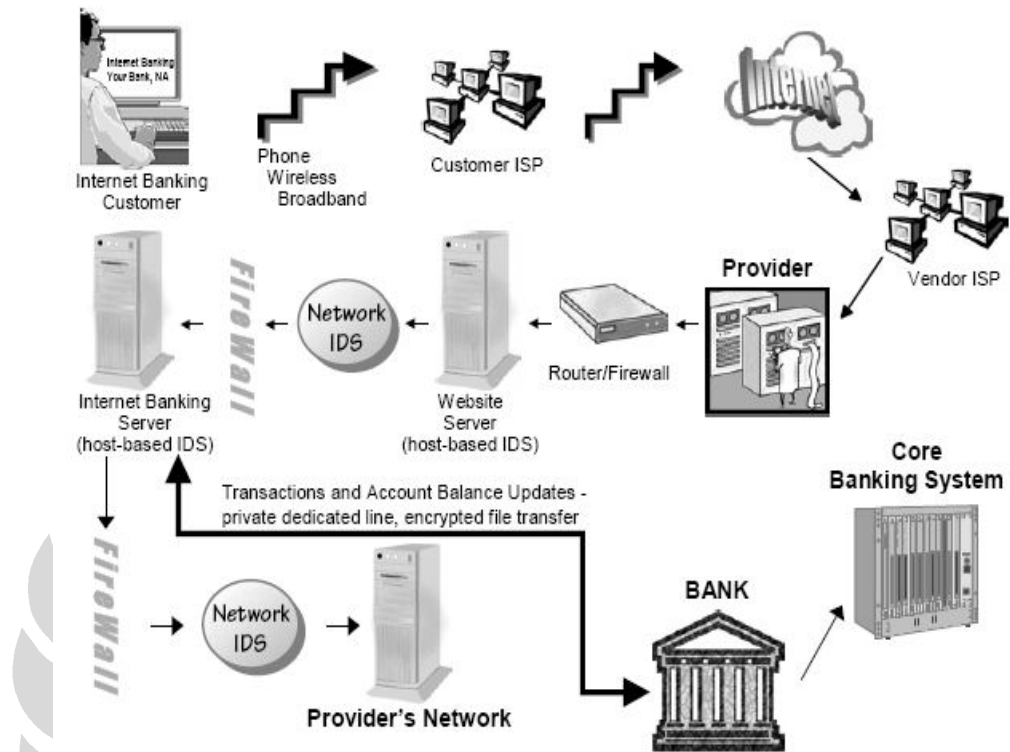 Internet Banking
Your Bank, NA
Internet Banking
Customer
Phone
Wireless
Broadband
Customer ISP
Internet
Vendor ISP
Provider
Router/Firewall
Website
Server
(host-based IDS)
Network
IDS
FireWall
Internet Banking
Server
(host-based IDS)
Transactions and Account Balance Updates -
private dedicated line, encrypted file transfer
Core
Banking System
FireWall
Network
IDS
Provider's Network
BANK